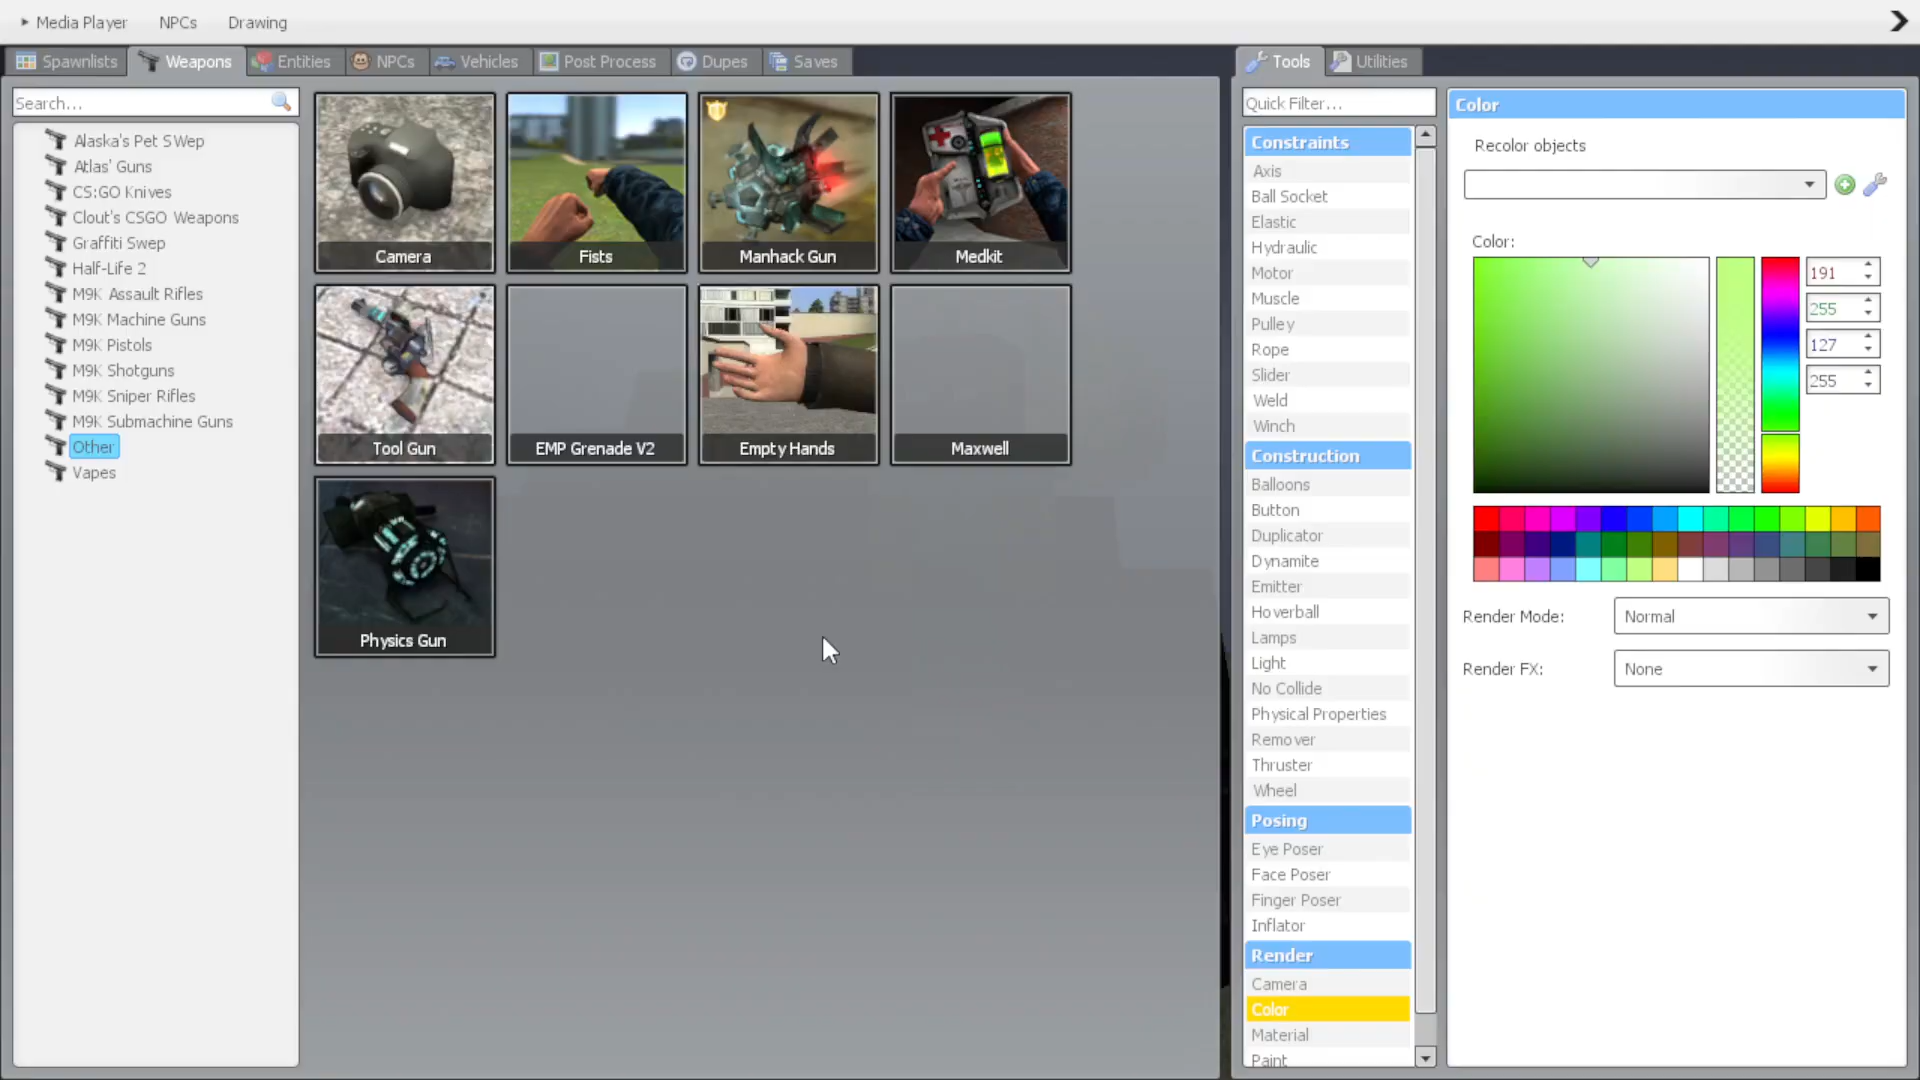 Media Player NPCs Drawing
Spawnlists Weapons Entities NPCs Vehicles Post Process Dupes Saves
Search...
Alaska's Pet SWep
Atlas' Guns
CS:GO Knives
Clout's CSGO Weapons
Graffiti Swep
Half-Life 2
M9K Assault Rifles
M9K Machine Guns
M9K Pistols
M9K Shotguns
M9K Sniper Rifles
M9K Submachine Guns
Other
Vapes
Camera Fists Manhack Gun Medkit
Tool Gun EMP Grenade V2 Empty Hands Maxwell
Physics Gun
Tools Utilities
Quick Filter...
Constraints
Axis
Ball Socket
Elastic
Hydraulic
Motor
Muscle
Pulley
Rope
Slider
Weld
Winch
Construction
Balloons
Button
Duplicator
Dynamite
Emitter
Hoverball
Lamps
Light
No Collide
Physical Properties
Remover
Thruster
Wheel
Posing
Eye Poser
Face Poser
Finger Poser
Inflator
Render
Camera
Color
Material
Paint
Color
Recolor objects
Color:
191
255
127
255
Render Mode: Normal
Render FX: None